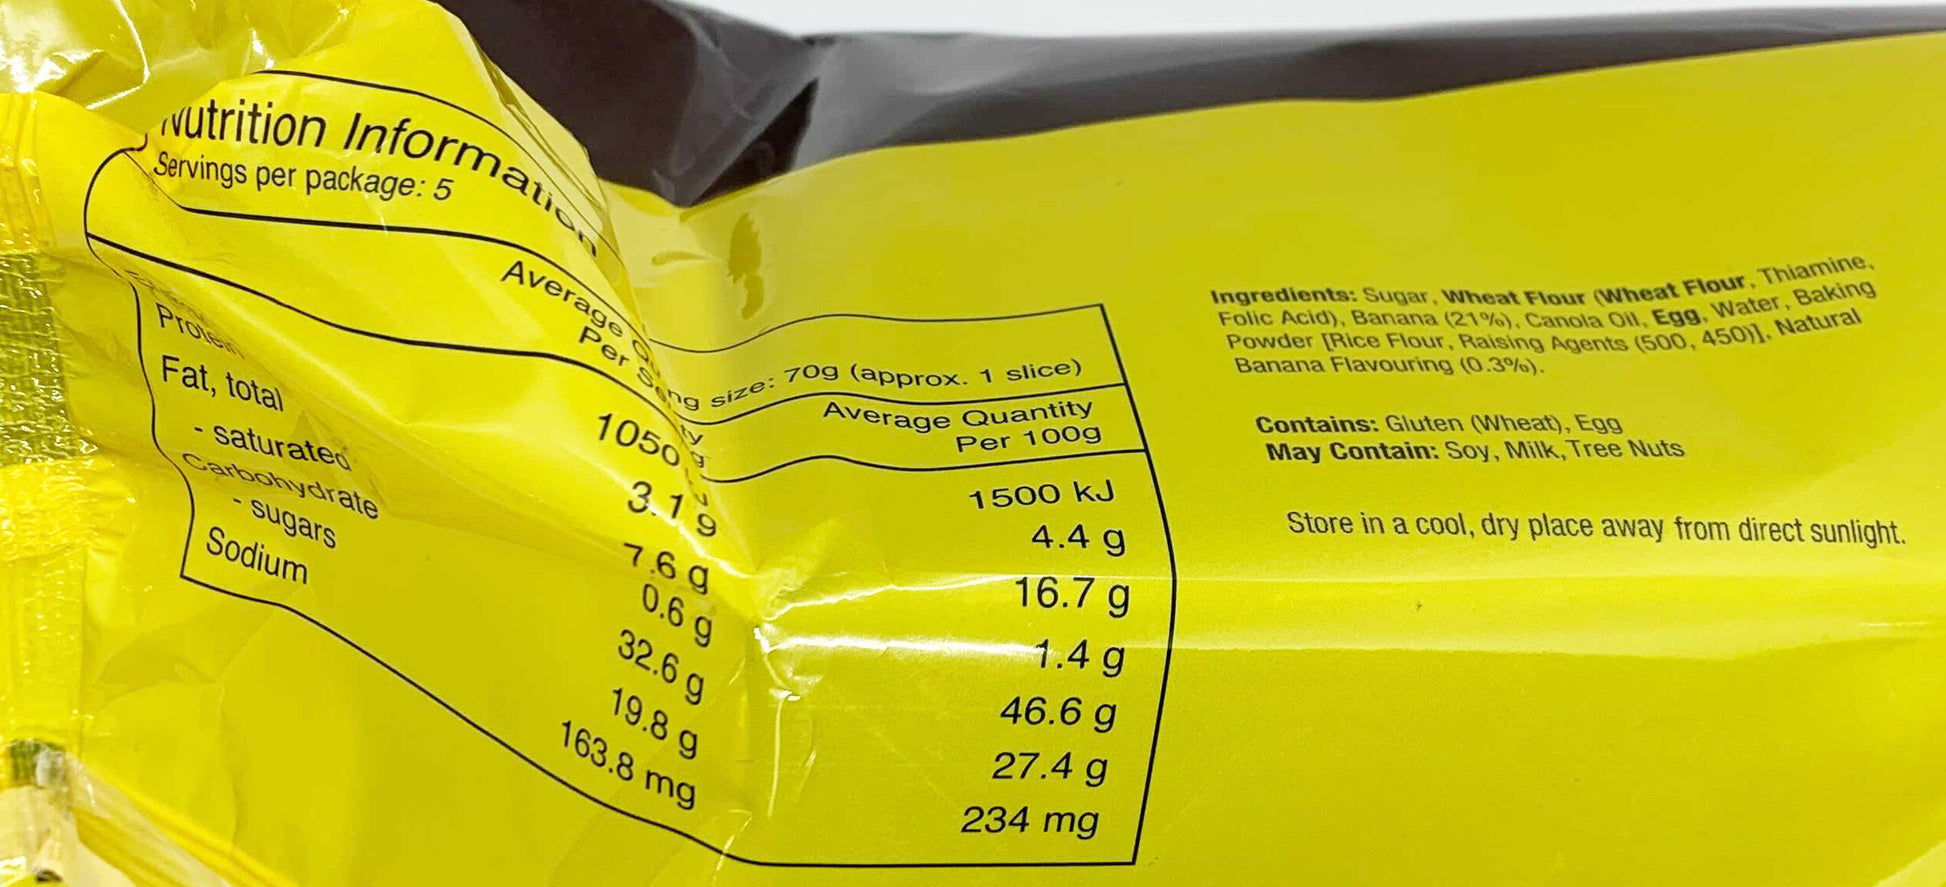 Nutrition Information
Servings per package: 5
size: 70g (approx. 1 slice)
Average
Per
Average Quantity
Per 100g
1050
1500 kJ
Protein
3.1 g
4.4 g
Fat, total
7.6 g
16.7 g
- saturated
0.6 g
1.4 g
Carbohydrate
32.6 g
46.6 g
- sugars
19.8 g
27.4 g
Sodium
163.8 mg
234 mg
Ingredients: Sugar, Wheat Flour (Wheat Flour, Thiamine,
Folic Acid), Banana (21%), Canola Oil, Egg, Water, Baking
Powder [Rice Flour, Raising Agents (500, 450)], Natural
Banana Flavouring (0.3%).
Contains: Gluten (Wheat), Egg
May Contain: Soy, Milk, Tree Nuts
Store in a cool, dry place away from direct sunlight.